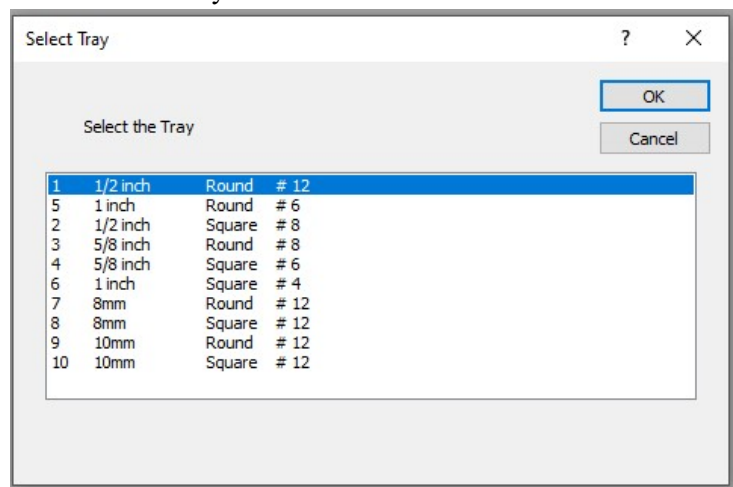 Select Tray ? ×
OK
Select the Tray
Cancel
1 1/2 inch Round # 12
5 1 inch Round # 6
2 1/2 inch Square # 8
3 5/8 inch Round # 8
4 5/8 inch Square # 6
6 1 inch Square # 4
7 8mm Round # 12
8 8mm Square # 12
9 10mm Round # 12
10 10mm Square # 12